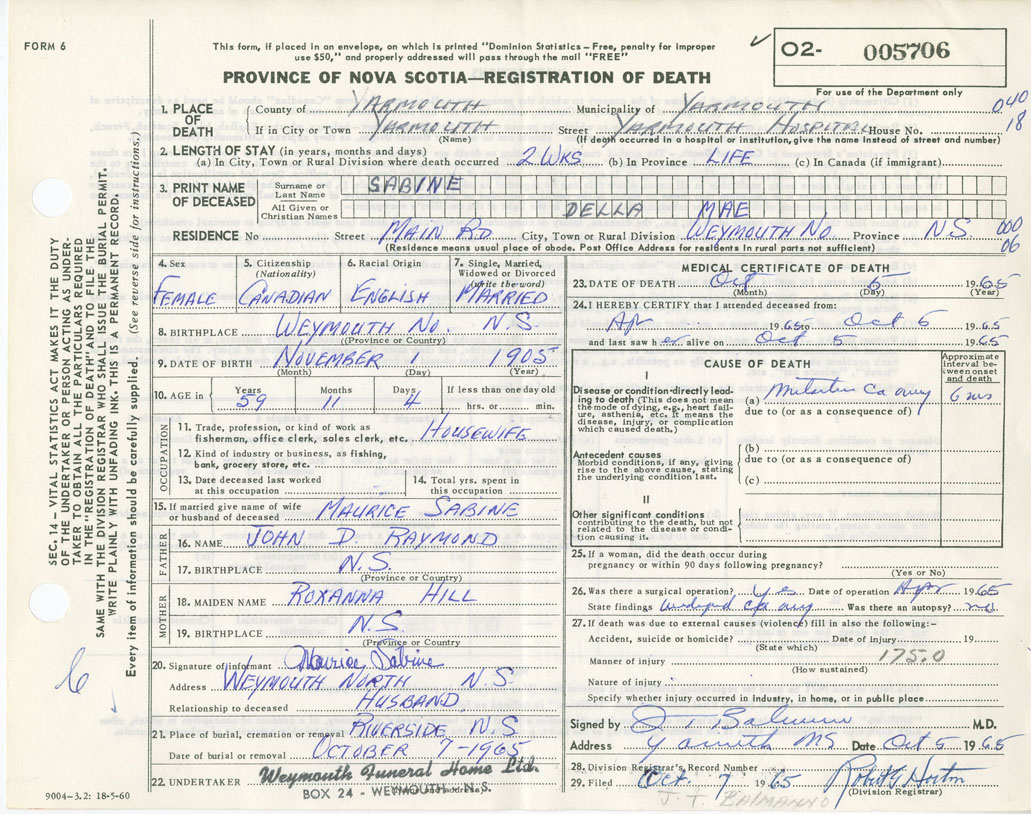 FORM 6
This form, if placed in an envelope, on which is printed "Dominion Statistics – Free, penalty for improper
use $50," and properly addressed will pass through the mail "FREE"
PROVINCE OF NOVA SCOTIA—REGISTRATION OF DEATH
✓ O2- 005706
For use of the Department only
040
18
1. PLACE OF DEATH County of YARMOUTH Municipality of YARMOUTH
If in City or Town YARMOUTH (Name) Street YARMOUTH HOSPITAL House No.
(If death occurred in a hospital or institution, give the name instead of street and number)
2. LENGTH OF STAY (in years, months and days)
(a) In City, Town or Rural Division where death occurred 2 WKS (b) In Province LIFE (c) In Canada (if immigrant)
3. PRINT NAME OF DECEASED Surname or Last Name SABINE
All Given or Christian Names DELLA MAE
RESIDENCE No Street MAIN RD. City, Town or Rural Division WEYMOUTH NO. Province N.S.
(Residence means usual place of abode. Post Office Address for residents in rural parts not sufficient)
000
06
4. Sex FEMALE
5. Citizenship (Nationality) CANADIAN
6. Racial Origin ENGLISH
7. Single, Married, Widowed or Divorced (write the word) MARRIED
8. BIRTHPLACE WEYMOUTH NO. N.S.
(Province or Country)
9. DATE OF BIRTH NOVEMBER 1 1905
(Month) (Day) (Year)
10. AGE in Years 59 Months 11 Days 4 If less than one day old hrs. or min.
OCCUPATION
11. Trade, profession, or kind of work as fisherman, office clerk, sales clerk, etc. HOUSEWIFE
12. Kind of industry or business, as fishing, bank, grocery store, etc.
13. Date deceased last worked at this occupation
14. Total yrs. spent in this occupation
15. If married give name of wife or husband of deceased MAURICE SABINE
FATHER
16. NAME JOHN D. RAYMOND
17. BIRTHPLACE N.S.
(Province or Country)
MOTHER
18. MAIDEN NAME ROXANNA HILL
19. BIRTHPLACE N.S.
(Province or Country
20. Signature of informant Maurice Sabine
Address WEYMOUTH NORTH N.S.
Relationship to deceased HUSBAND
21. Place of burial, cremation or removal RIVERSIDE N.S.
Date of burial or removal OCTOBER 7-1965
22. UNDERTAKER Weymouth Funeral Home Ltd.
BOX 24 - WEYMOUTH - N. S.
MEDICAL CERTIFICATE OF DEATH
23. DATE OF DEATH Oct 5 1965
(Month) (Day) (Year)
24. I HEREBY CERTIFY that I attended deceased from:
Apr 1965 to Oct 5 1965
and last saw her alive on Oct 5 1965
CAUSE OF DEATH
Approximate interval between onset and death
I
Disease or condition directly leading to death (This does not mean the mode of dying, e.g., heart failure, asthenia, etc. It means the disease, injury, or complication which caused death.)
(a) Ca ovary 6 mos
due to (or as a consequence of)
Antecedent causes
Morbid conditions, if any, giving rise to the above cause, stating the underlying condition last.
(b)
due to (or as a consequence of)
(c)
II
Other significant conditions
contributing to the death, but not related to the disease or condition causing it.
25. If a woman, did the death occur during pregnancy or within 90 days following pregnancy?
(Yes or No)
26. Was there a surgical operation? yes Date of operation Apr 1965
State findings ca ovary Was there an autopsy? no
27. If death was due to external causes (violence) fill in also the following:–
Accident, suicide or homicide? Date of injury 19
(State which)
Manner of injury 175.0
(How sustained)
Nature of injury
Specify whether injury occurred in Industry, in home, or in public place
Signed by J T Balmanno M.D.
Address Yarmouth NS Date Oct 5 1965
28. Division Registrar's Record Number
29. Filed Oct. 7 1965 Robert G Horton
(Division Registrar)
J. T. BALMANNO
9004-3.2: 18-5-60
SEC. 14 – VITAL STATISTICS ACT MAKES IT THE DUTY
OF THE UNDERTAKER OR PERSON ACTING AS UNDER-
TAKER TO OBTAIN ALL THE PARTICULARS REQUIRED
IN THE "REGISTRATION OF DEATH" AND TO FILE THE
SAME WITH THE DIVISION REGISTRAR WHO SHALL ISSUE THE BURIAL PERMIT.
WRITE PLAINLY WITH UNFADING INK. THIS IS A PERMANENT RECORD.
Every item of information should be carefully supplied. (See reverse side for instructions.)